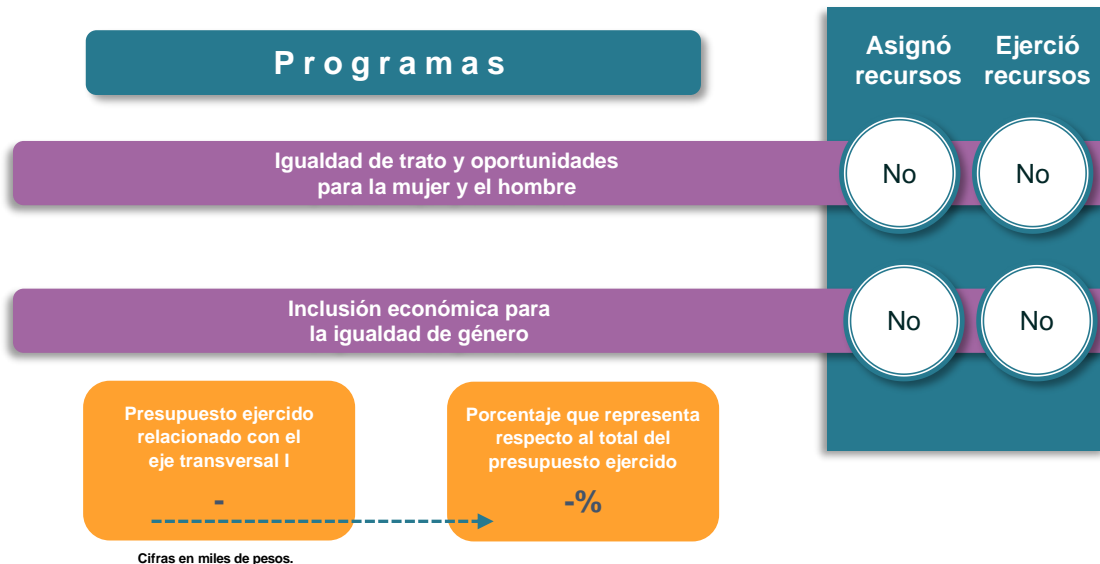 Programas
Asignó
recursos
Ejerció
recursos
Igualdad de trato y oportunidades
para la mujer y el hombre
No
No
Inclusión económica para
la igualdad de género
No
No
Presupuesto ejercido
relacionado con el
eje transversal I
-
Porcentaje que representa
respecto al total del
presupuesto ejercido
-%
Cifras en miles de pesos.